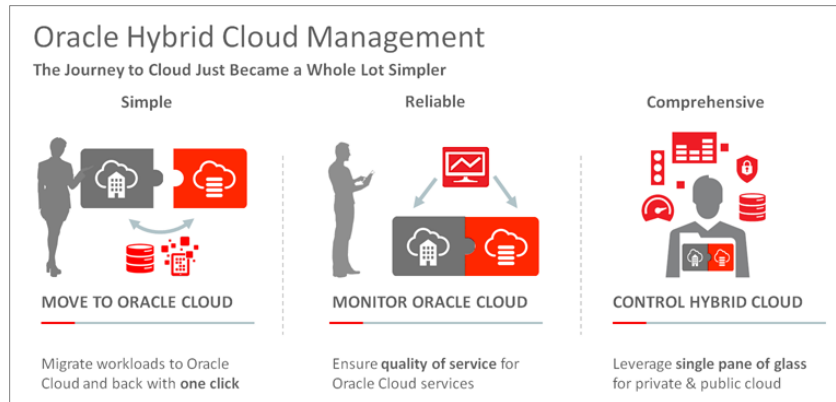 Oracle Hybrid Cloud Management
The Journey to Cloud Just Became a Whole Lot Simpler
Simple
MOVE TO ORACLE CLOUD
Migrate workloads to Oracle
Cloud and back with one click
Reliable
MONITOR ORACLE CLOUD
Ensure quality of service for
Oracle Cloud services
Comprehensive
CONTROL HYBRID CLOUD
Leverage single pane of glass
for private & public cloud